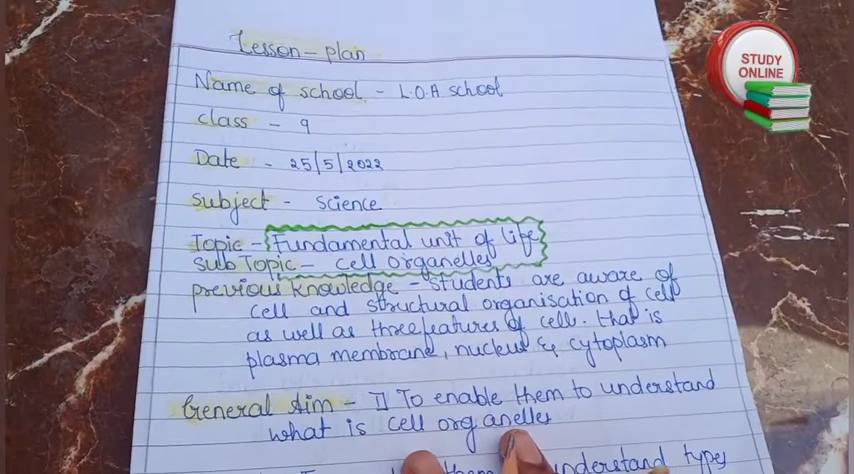 Lesson - plan
Name of school - L.O.A school
class - 9
Date - 25/5/2022
subject - science
Topic - Fundamental unit of life
sub Topic - cell organelles
previous knowledge - students are aware of
cell and structural organisation of cell
as well as three features of cell. that is
plasma membrane, nucleus & cytoplasm
General Aim - II To enable them to understand
what is cell organelles
them understand types
STUDY
ONLINE